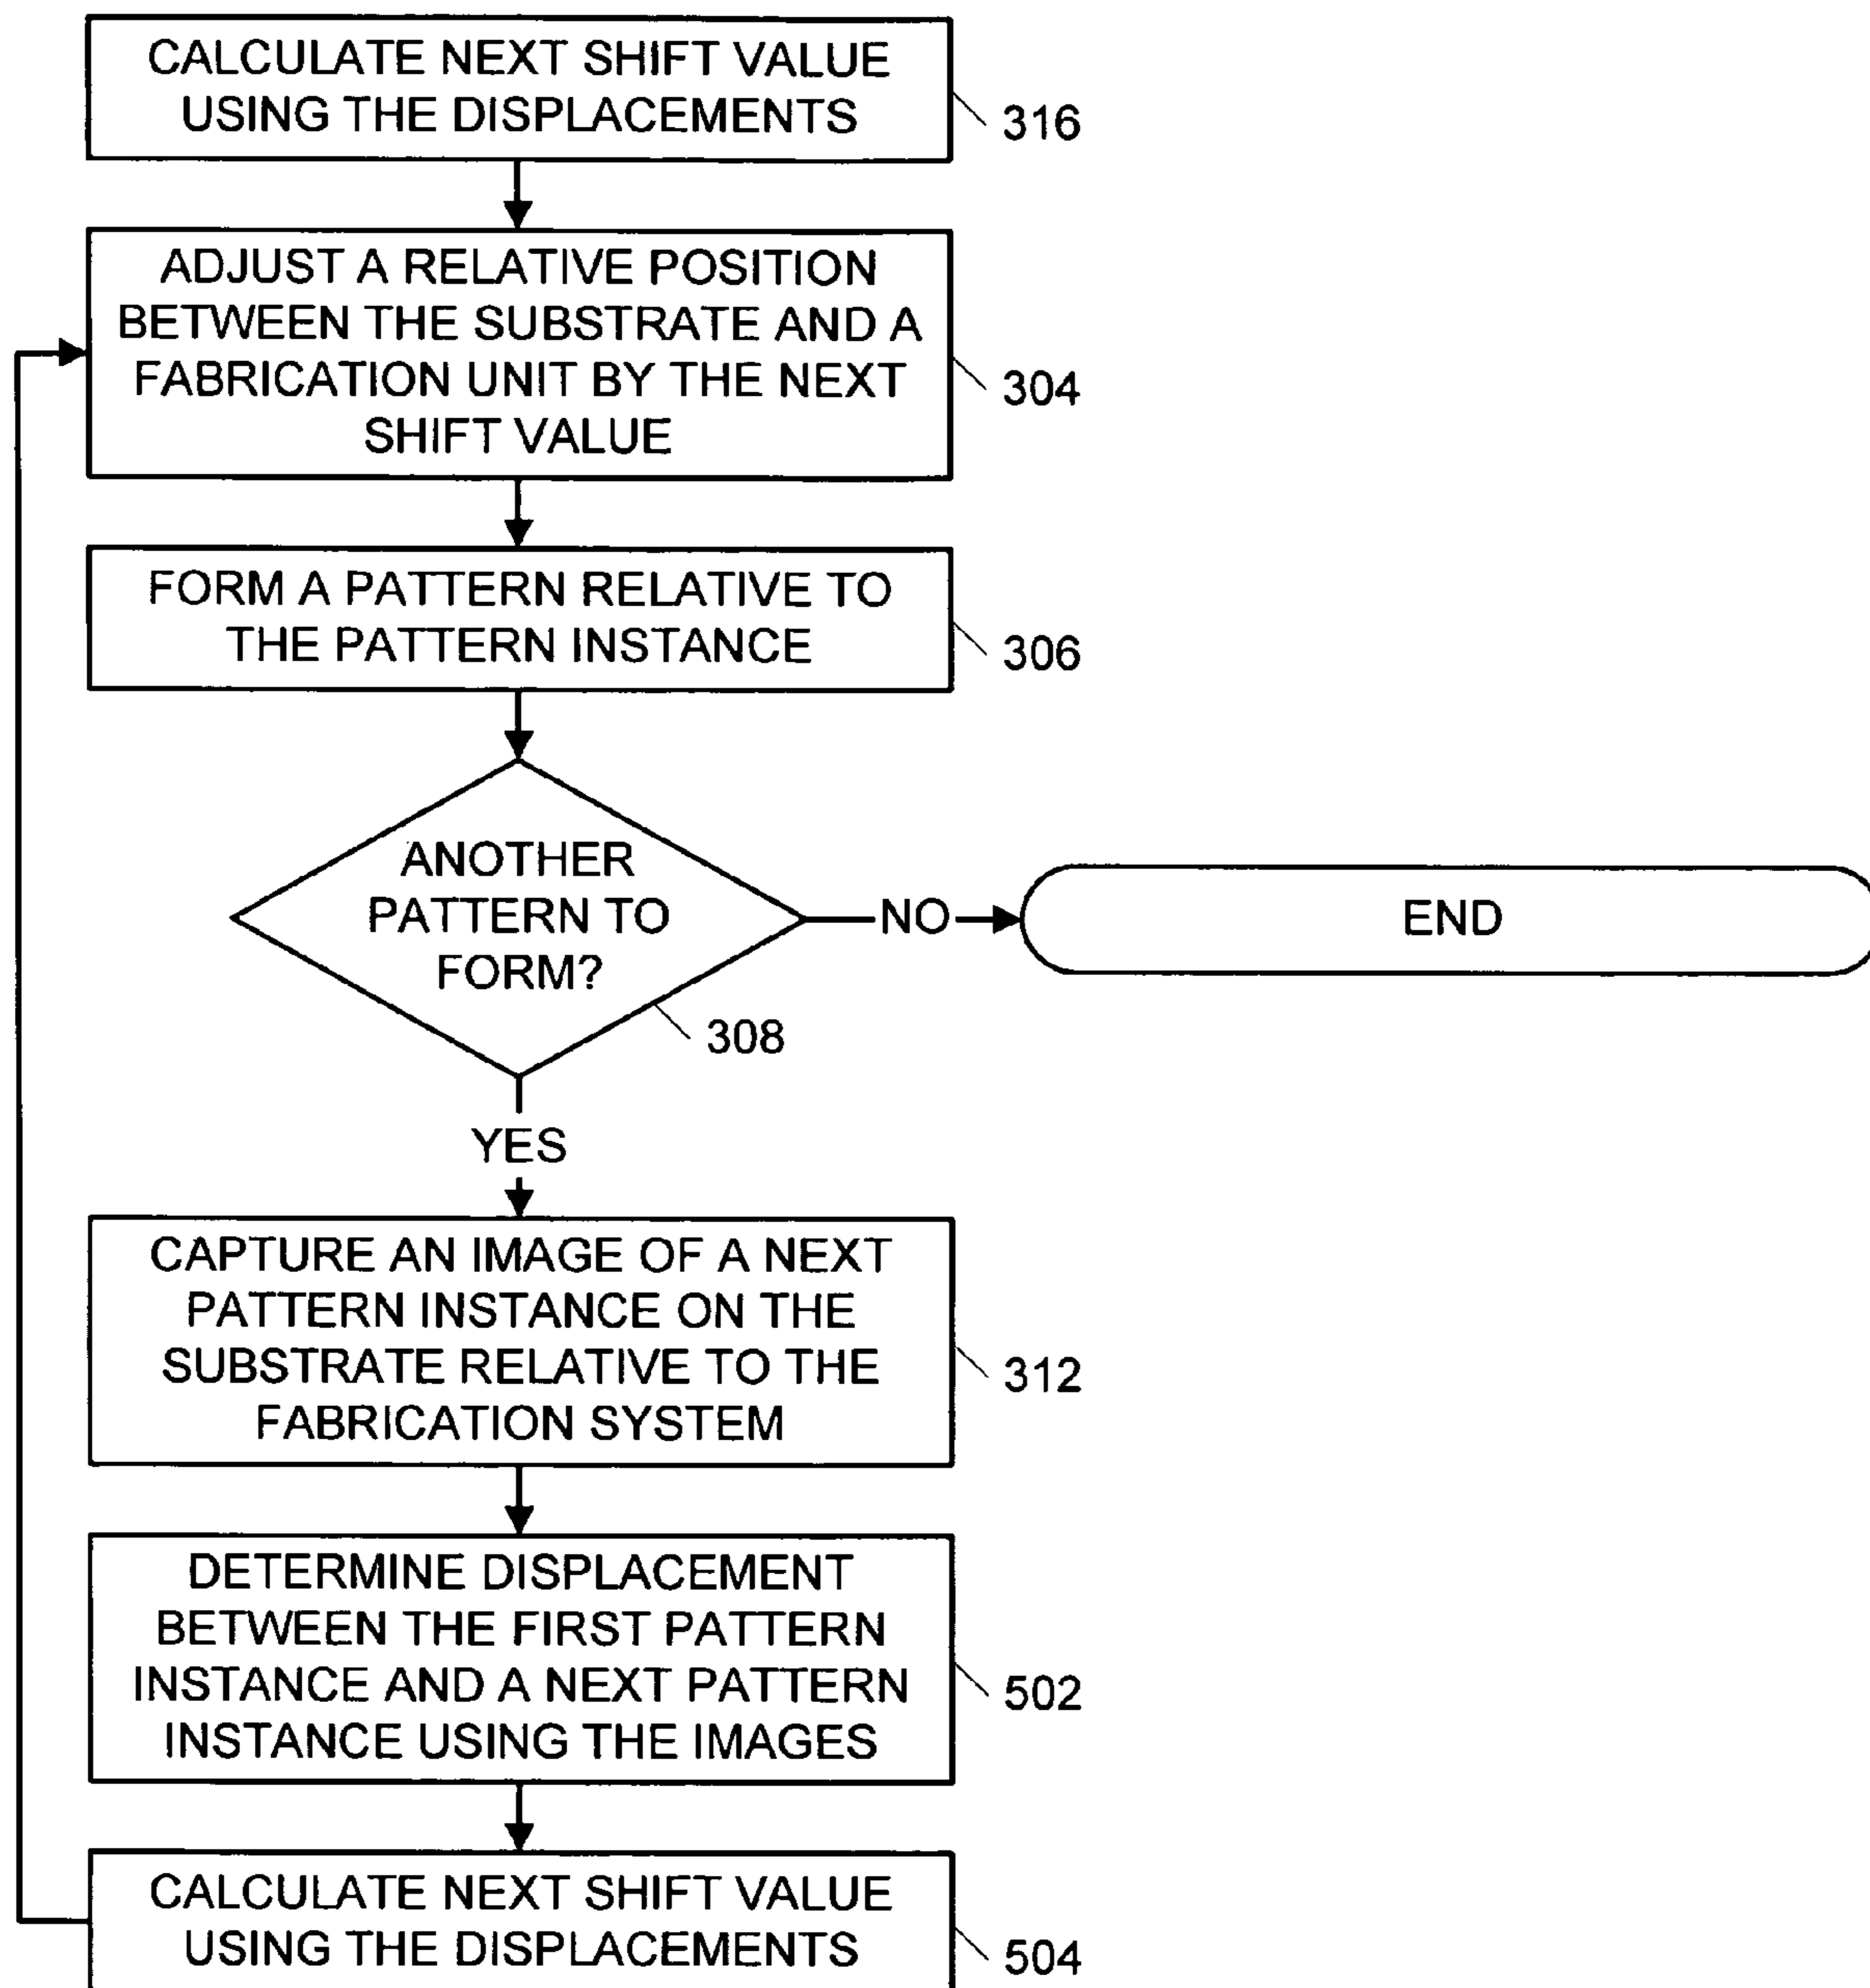 CALCULATE NEXT SHIFT VALUE
USING THE DISPLACEMENTS
316
ADJUST A RELATIVE POSITION
BETWEEN THE SUBSTRATE AND A
FABRICATION UNIT BY THE NEXT
SHIFT VALUE
304
FORM A PATTERN RELATIVE TO
THE PATTERN INSTANCE
306
ANOTHER
PATTERN TO
FORM?
308
NO
END
YES
CAPTURE AN IMAGE OF A NEXT
PATTERN INSTANCE ON THE
SUBSTRATE RELATIVE TO THE
FABRICATION SYSTEM
312
DETERMINE DISPLACEMENT
BETWEEN THE FIRST PATTERN
INSTANCE AND A NEXT PATTERN
INSTANCE USING THE IMAGES
502
CALCULATE NEXT SHIFT VALUE
USING THE DISPLACEMENTS
504